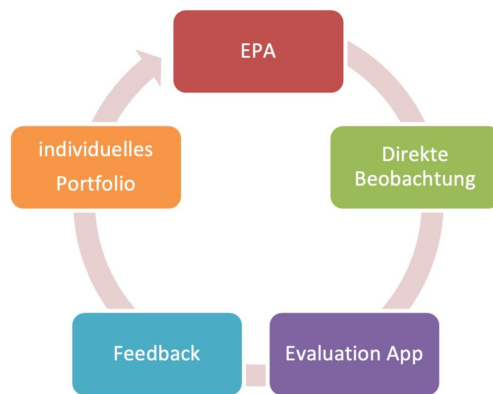 EPA
Direkte
Beobachtung
Evaluation App
Feedback
individuelles
Portfolio